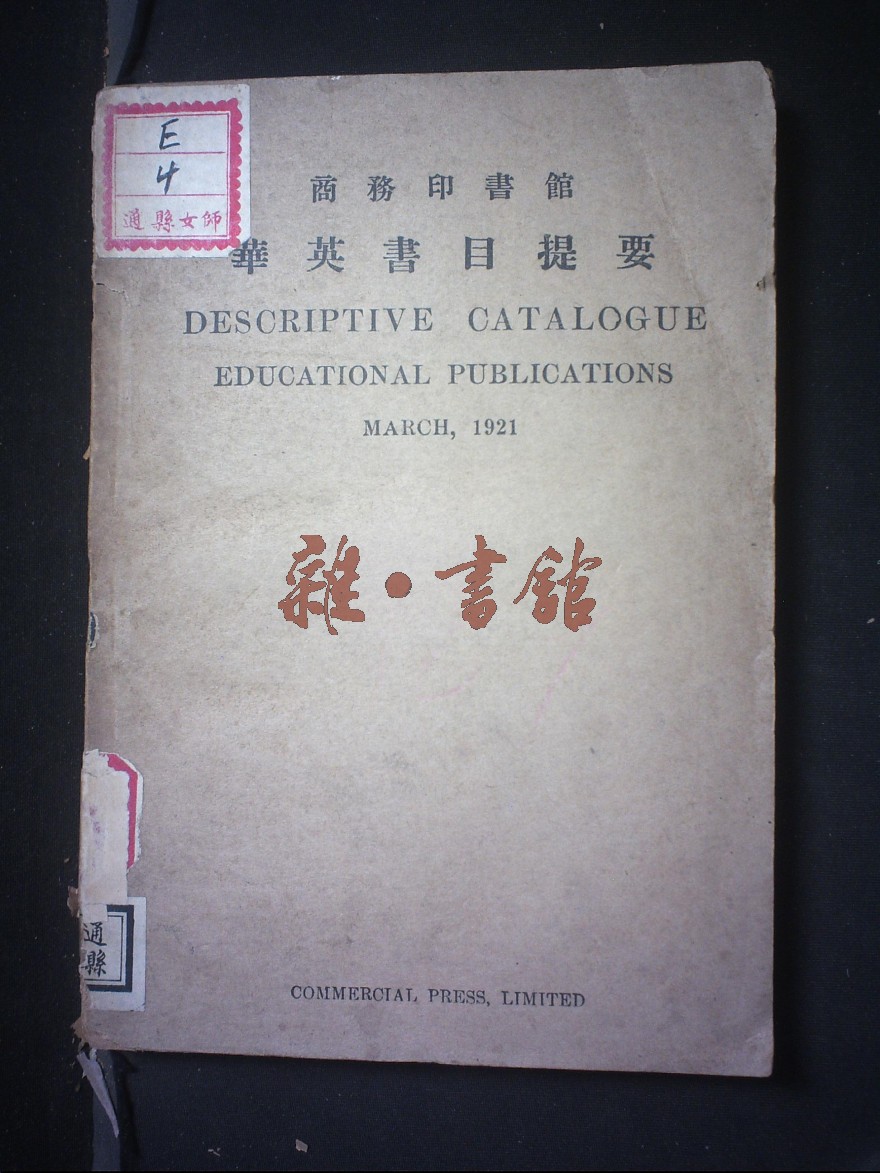 E
4
通縣女師
商務印書館
華英書目提要
DESCRIPTIVE CATALOGUE
EDUCATIONAL PUBLICATIONS
MARCH, 1921
雜·書館
通
縣
COMMERCIAL PRESS, LIMITED